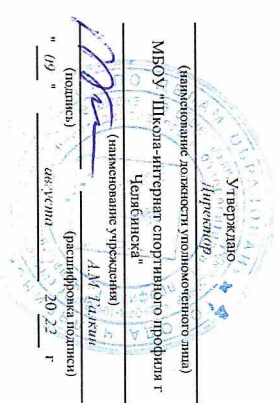 Утверждаю
Директор
(наименование должности уполномоченного лица)
МБОУ "Школа-интернат спортивного профиля г
Челябинска"
(наименование учреждения)
А.М. Галкин
(подпись) (расшифровка подписи)
" 09 " августа 20 22 г